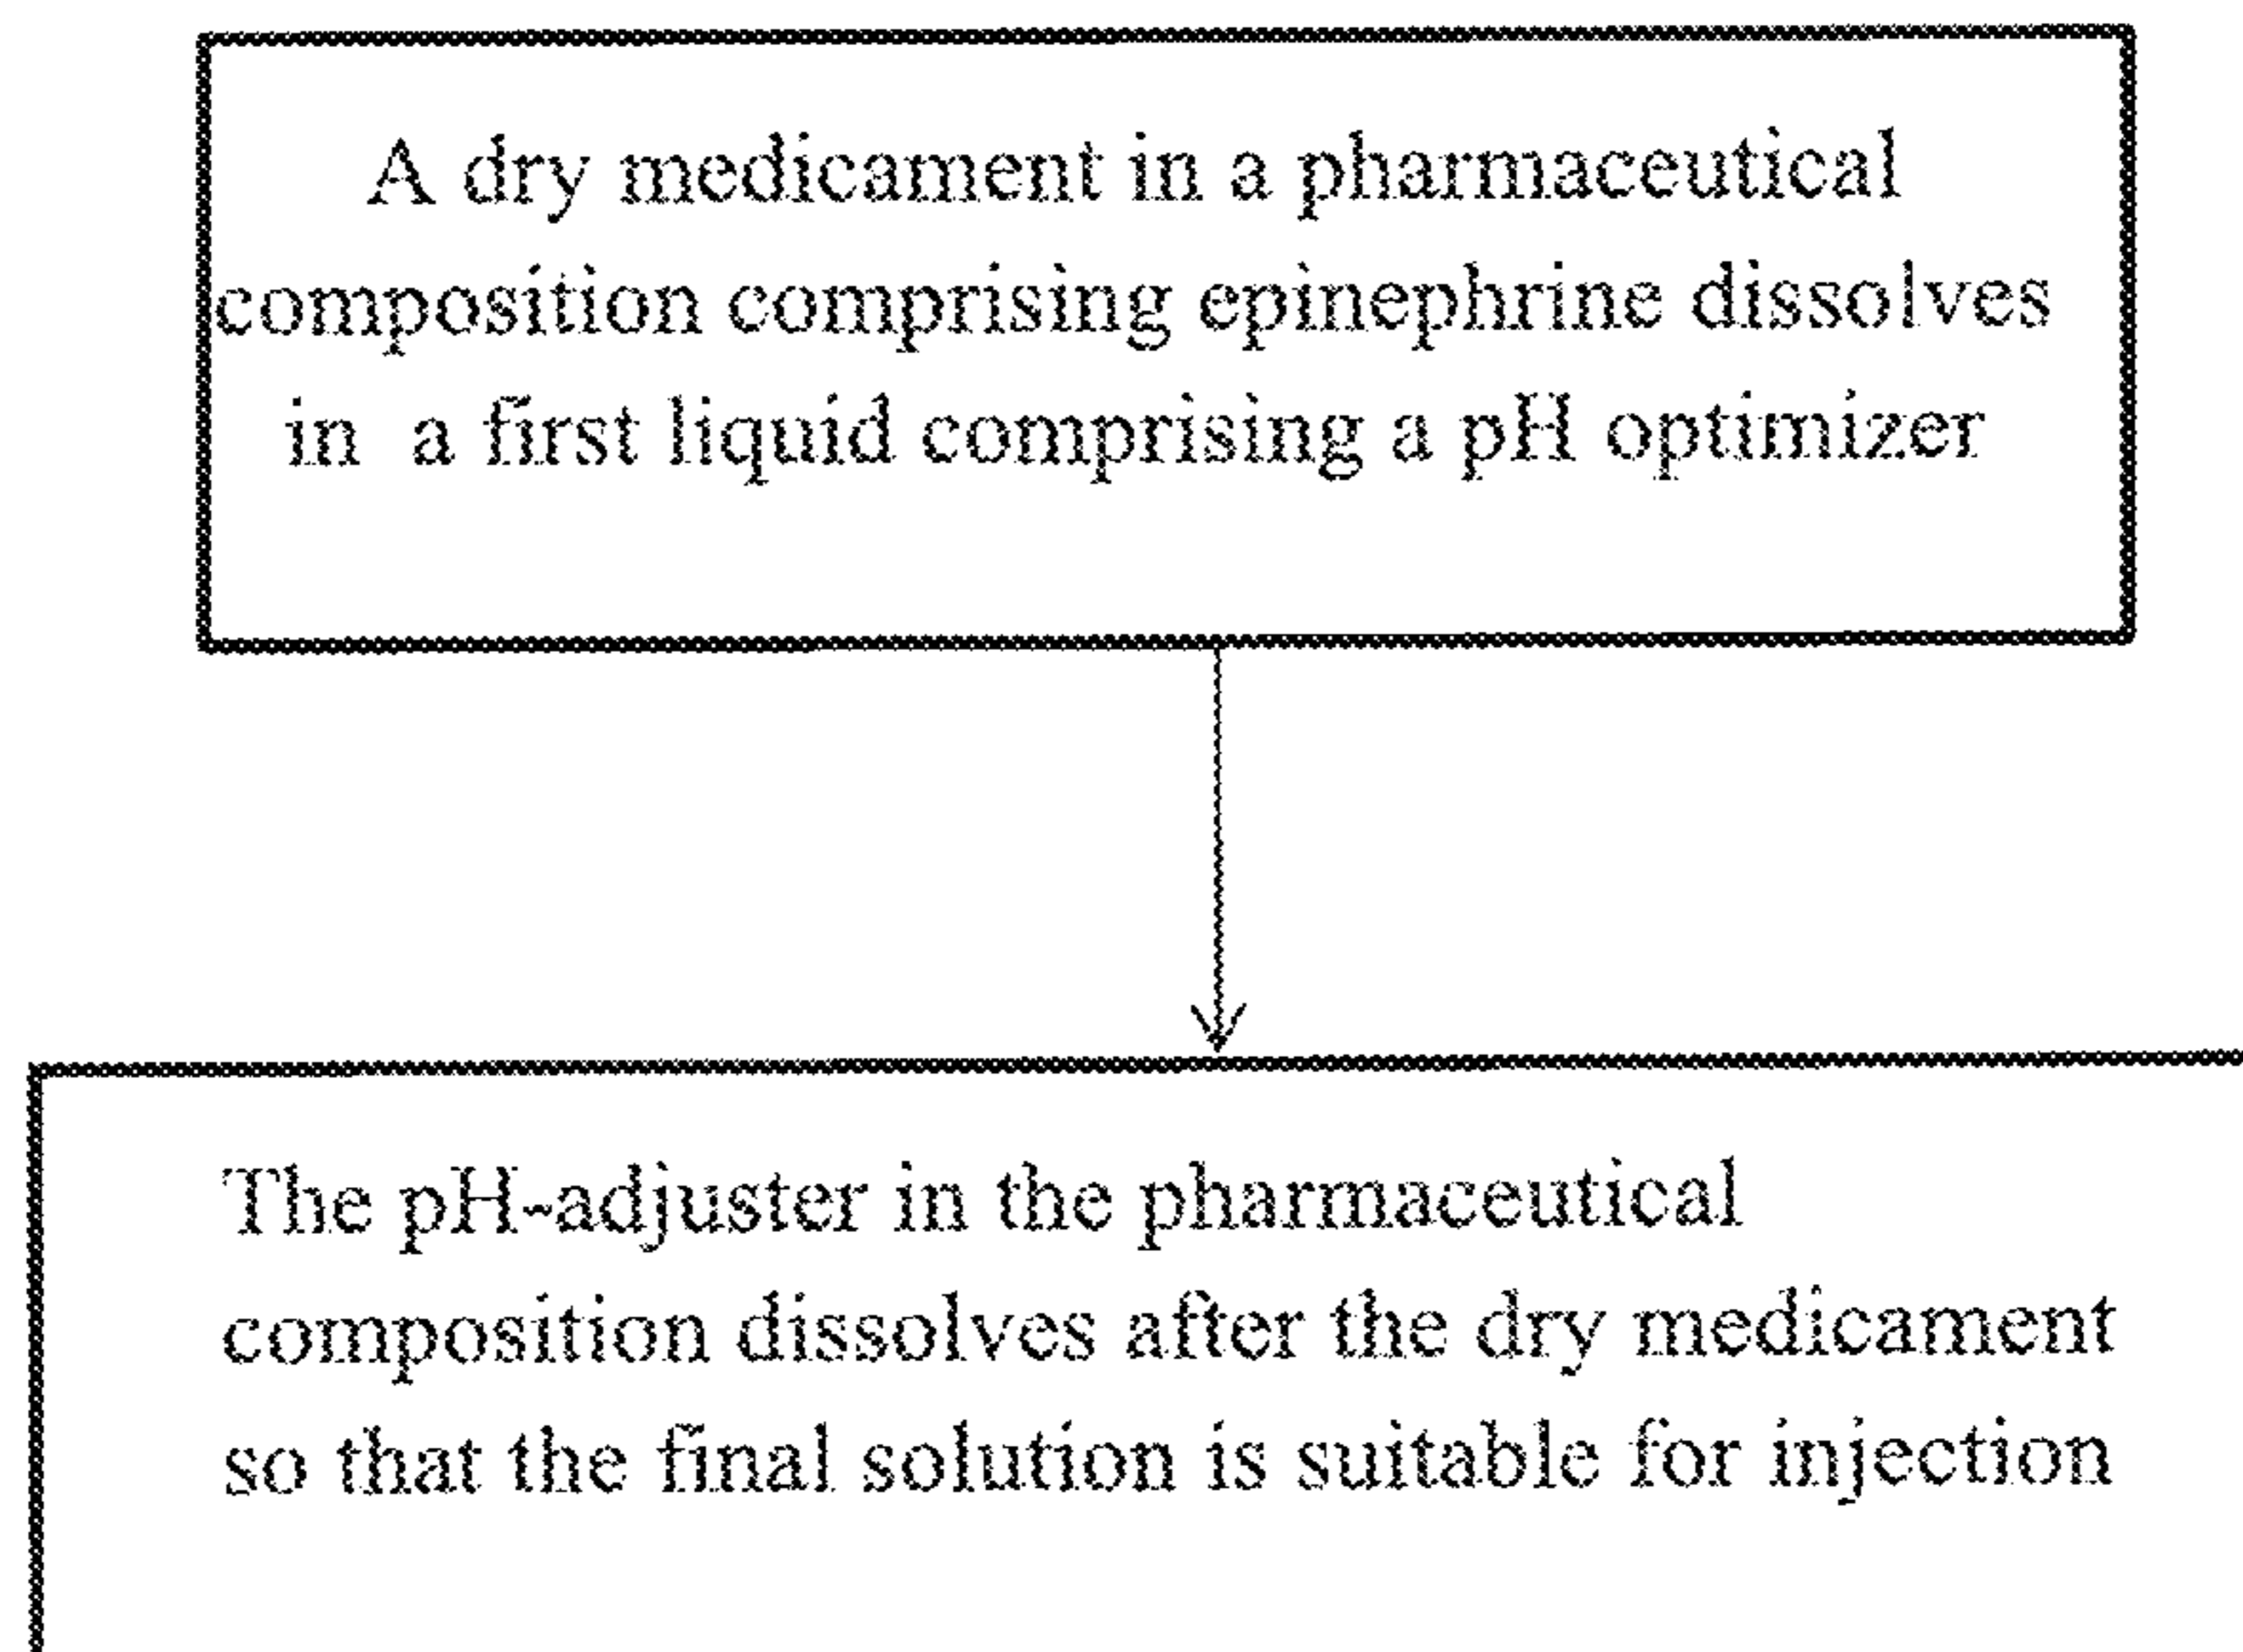 A dry medicament in a pharmaceutical
composition comprising epinephrine dissolves
in a first liquid comprising a pH optimizer
The pH-adjuster in the pharmaceutical
composition dissolves after the dry medicament
so that the final solution is suitable for injection